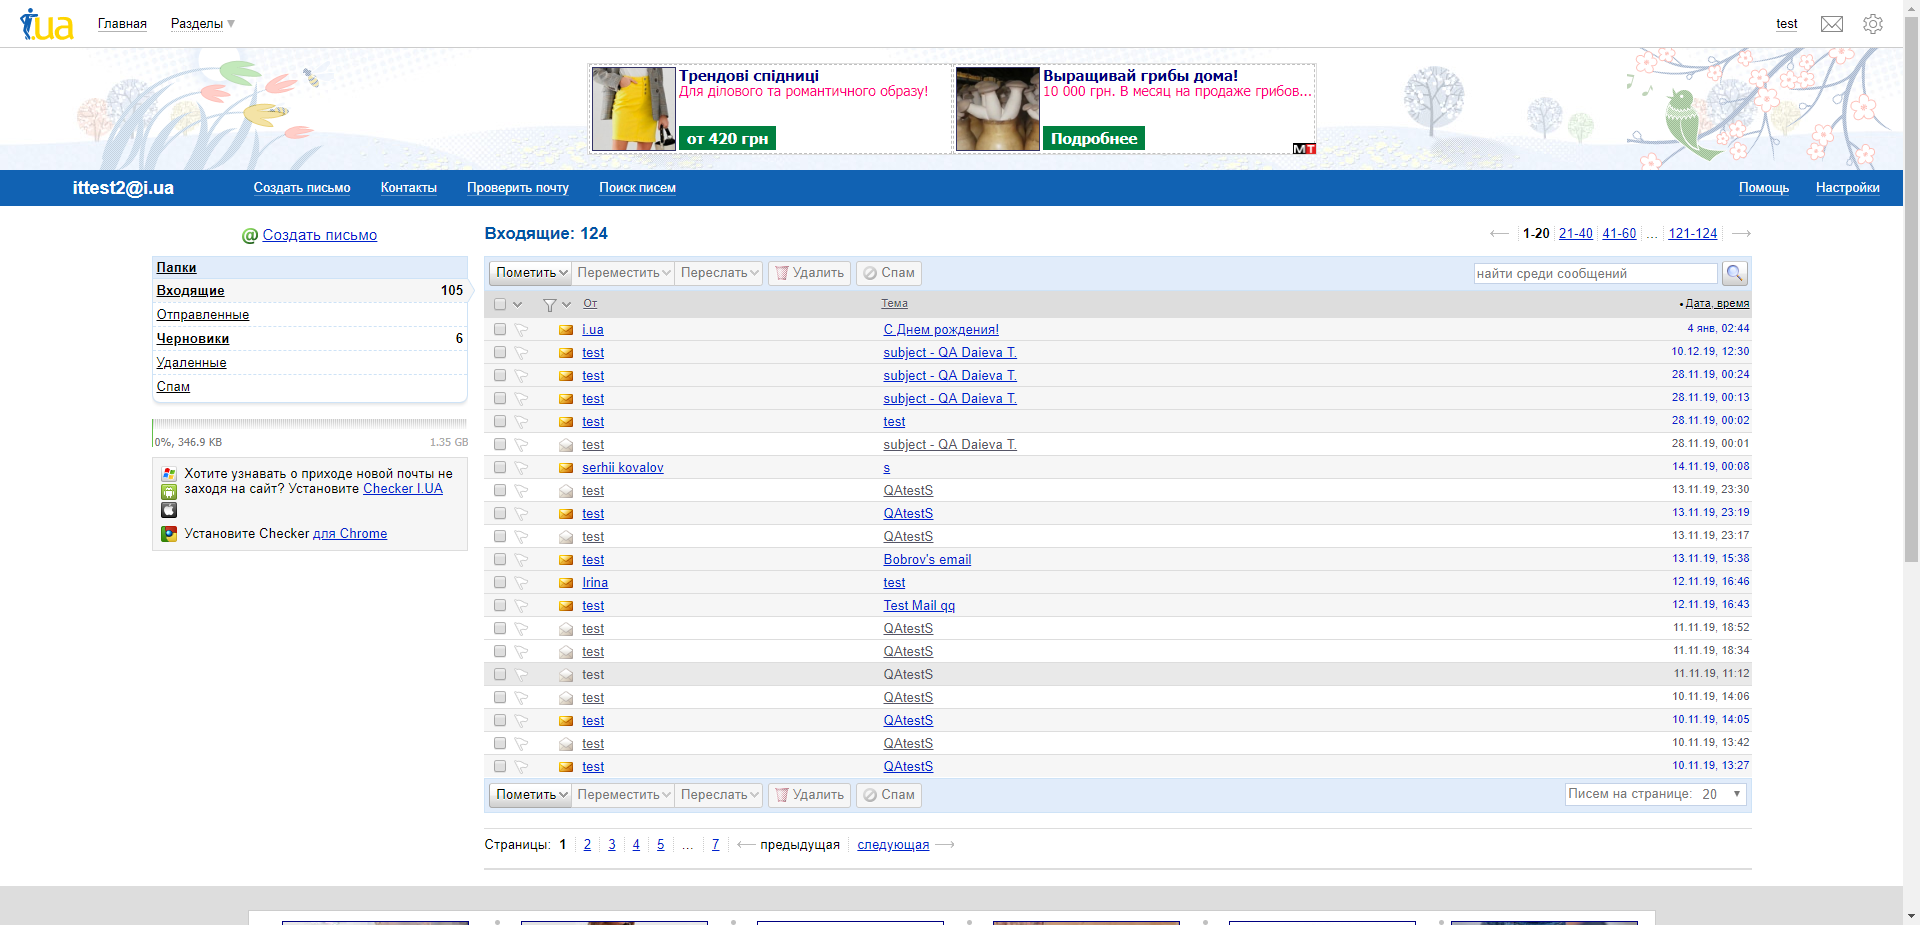 i.ua
Главная Разделы ▼ test
Трендові спідниці
Для ділового та романтичного образу!
от 420 грн
Выращивай грибы дома!
10 000 грн. В месяц на продаже грибов...
Подробнее
МТ
ittest2@i.ua Создать письмо Контакты Проверить почту Поиск писем Помощь Настройки
@ Создать письмо
Папки
Входящие 105
Отправленные
Черновики 6
Удаленные
Спам
0%, 346.9 KB 1.35 GB
Хотите узнавать о приходе новой почты не
заходя на сайт? Установите Checker I.UA
Установите Checker для Chrome
Входящие: 124 1-20 21-40 41-60 ... 121-124
Пометить Переместить Переслать Удалить Спам найти среди сообщений
От Тема •Дата, время
i.ua С Днем рождения! 4 янв, 02:44
test subject - QA Daieva T. 10.12.19, 12:30
test subject - QA Daieva T. 28.11.19, 00:24
test subject - QA Daieva T. 28.11.19, 00:13
test test 28.11.19, 00:02
test subject - QA Daieva T. 28.11.19, 00:01
serhii kovalov s 14.11.19, 00:08
test QAtestS 13.11.19, 23:30
test QAtestS 13.11.19, 23:19
test QAtestS 13.11.19, 23:17
test Bobrov's email 13.11.19, 15:38
Irina test 12.11.19, 16:46
test Test Mail qq 12.11.19, 16:43
test QAtestS 11.11.19, 18:52
test QAtestS 11.11.19, 18:34
test QAtestS 11.11.19, 11:12
test QAtestS 10.11.19, 14:06
test QAtestS 10.11.19, 14:05
test QAtestS 10.11.19, 13:42
test QAtestS 10.11.19, 13:27
Пометить Переместить Переслать Удалить Спам Писем на странице: 20
Страницы: 1 2 3 4 5 ... 7 предыдущая следующая